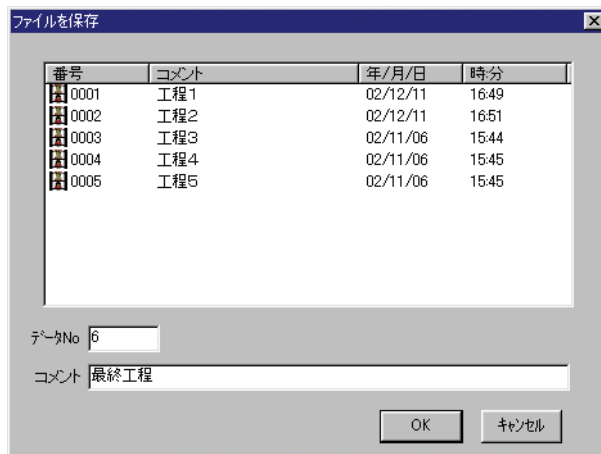 ファイルを保存
番号 コメント 年/月/日 時:分
0001 工程1 02/12/11 16:49
0002 工程2 02/12/11 16:51
0003 工程3 02/11/06 15:44
0004 工程4 02/11/06 15:45
0005 工程5 02/11/06 15:45
ﾃﾞｰﾀNo 6
コメント 最終工程
OK ｷｬﾝｾﾙ